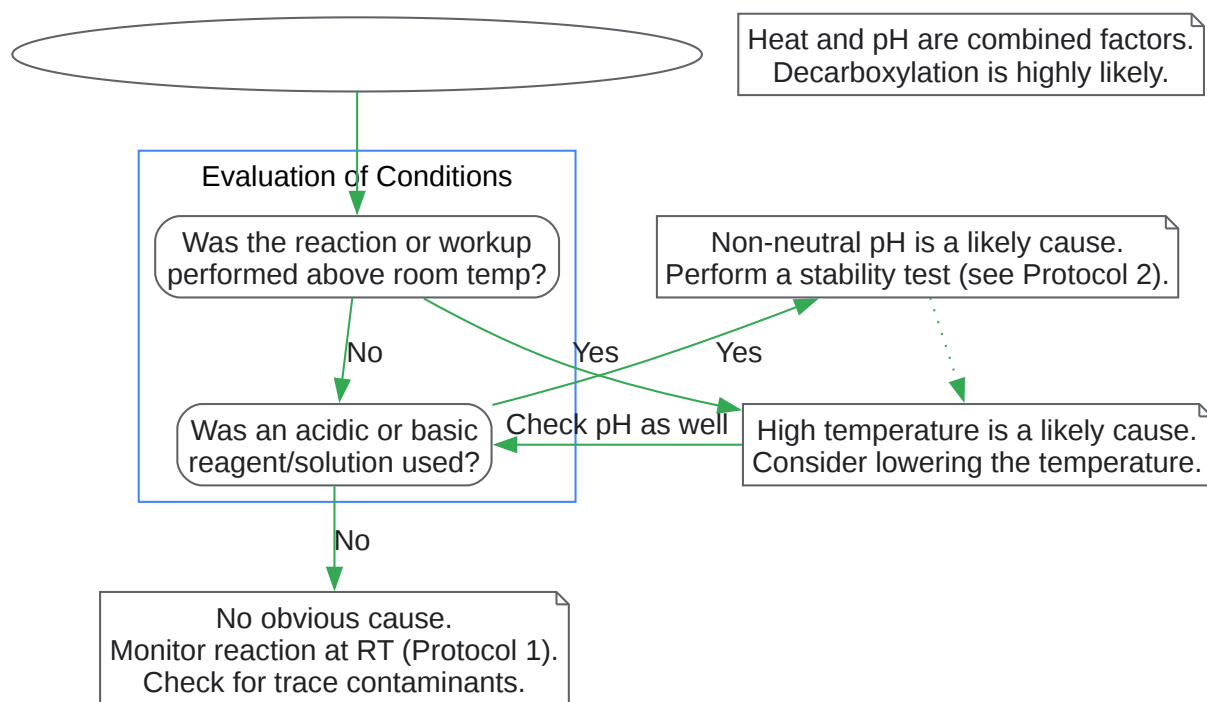 Heat and pH are combined factors.
Decarboxylation is highly likely.
Evaluation of Conditions
Was the reaction or workup
performed above room temp?
Non-neutral pH is a likely cause.
Perform a stability test (see Protocol 2).
No
Yes
Yes
Was an acidic or basic
reagent/solution used?
Check pH as well
High temperature is a likely cause.
Consider lowering the temperature.
No
No obvious cause.
Monitor reaction at RT (Protocol 1).
Check for trace contaminants.